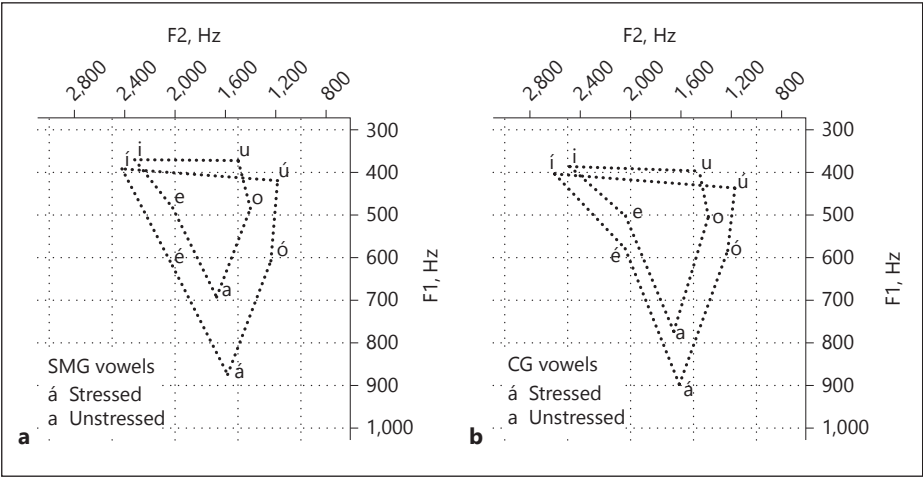 F2, Hz
2,800 2,400 2,000 1,600 1,200 800
300
400
500
600
700
800
900
1,000
F1, Hz
í i u ú
e o
é ó
a
á
SMG vowels
á Stressed
a Unstressed
a
F2, Hz
2,800 2,400 2,000 1,600 1,200 800
300
400
500
600
700
800
900
1,000
F1, Hz
í i u ú
e o
é ó
a
á
CG vowels
á Stressed
a Unstressed
b